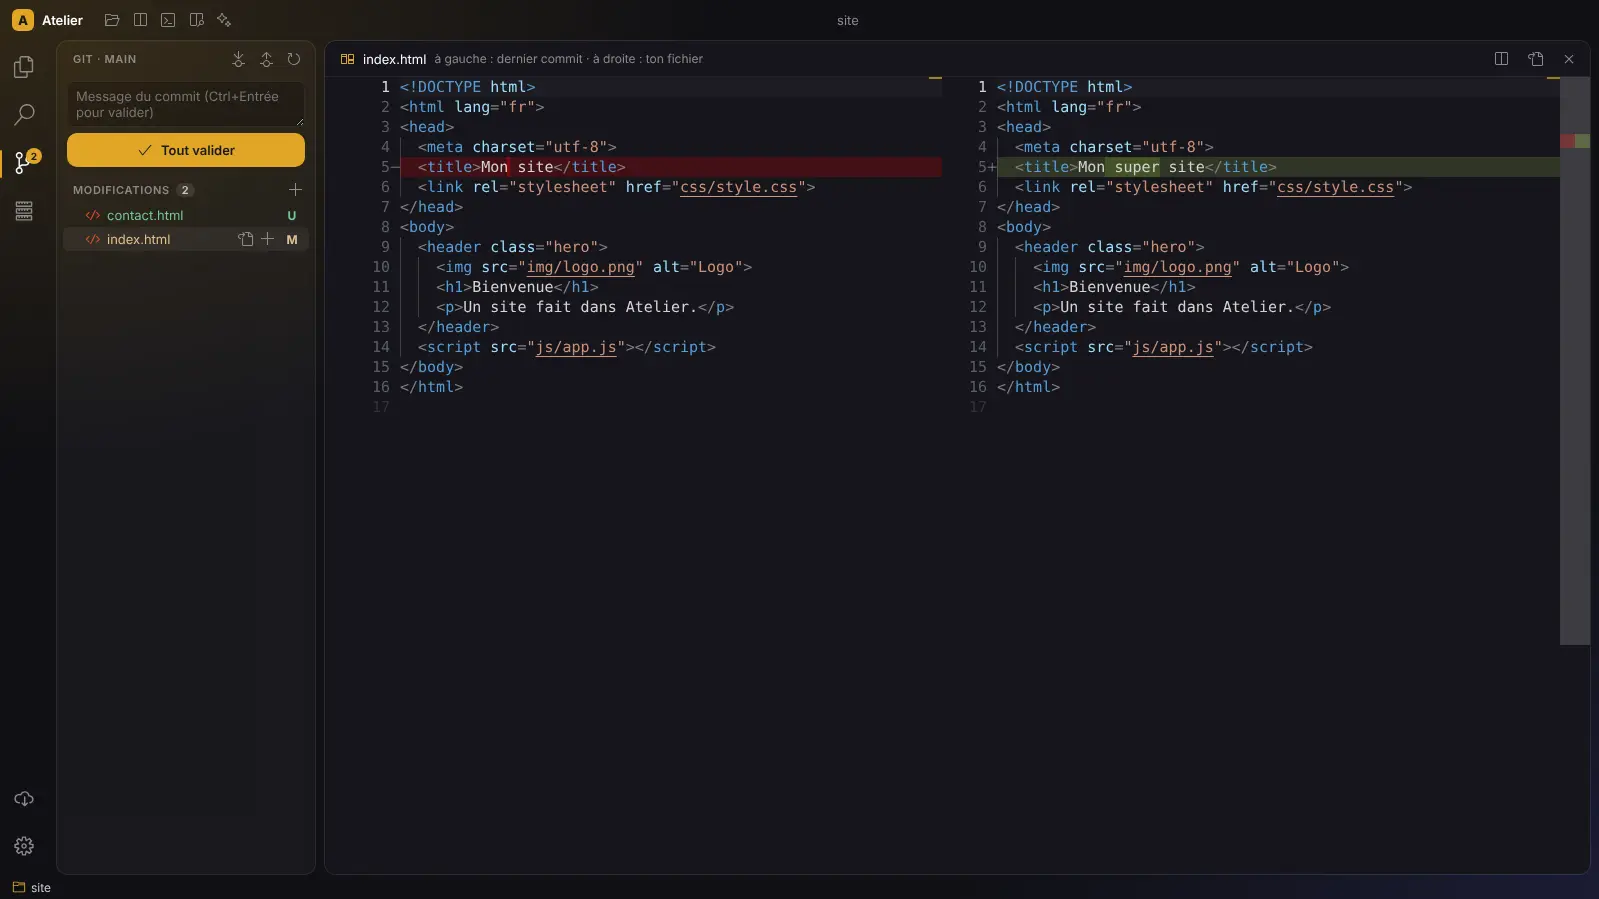 A Atelier
site
GIT · MAIN
Message du commit (Ctrl+Entrée
pour valider)
Tout valider
2
MODIFICATIONS 2
contact.html U
index.html M
index.html à gauche : dernier commit · à droite : ton fichier
1 <!DOCTYPE html>
2 <html lang="fr">
3 <head>
4 <meta charset="utf-8">
5− <title>Mon site</title>
6 <link rel="stylesheet" href="css/style.css">
7 </head>
8 <body>
9 <header class="hero">
10 <img src="img/logo.png" alt="Logo">
11 <h1>Bienvenue</h1>
12 <p>Un site fait dans Atelier.</p>
13 </header>
14 <script src="js/app.js"></script>
15 </body>
16 </html>
17
1 <!DOCTYPE html>
2 <html lang="fr">
3 <head>
4 <meta charset="utf-8">
5+ <title>Mon super site</title>
6 <link rel="stylesheet" href="css/style.css">
7 </head>
8 <body>
9 <header class="hero">
10 <img src="img/logo.png" alt="Logo">
11 <h1>Bienvenue</h1>
12 <p>Un site fait dans Atelier.</p>
13 </header>
14 <script src="js/app.js"></script>
15 </body>
16 </html>
17
site